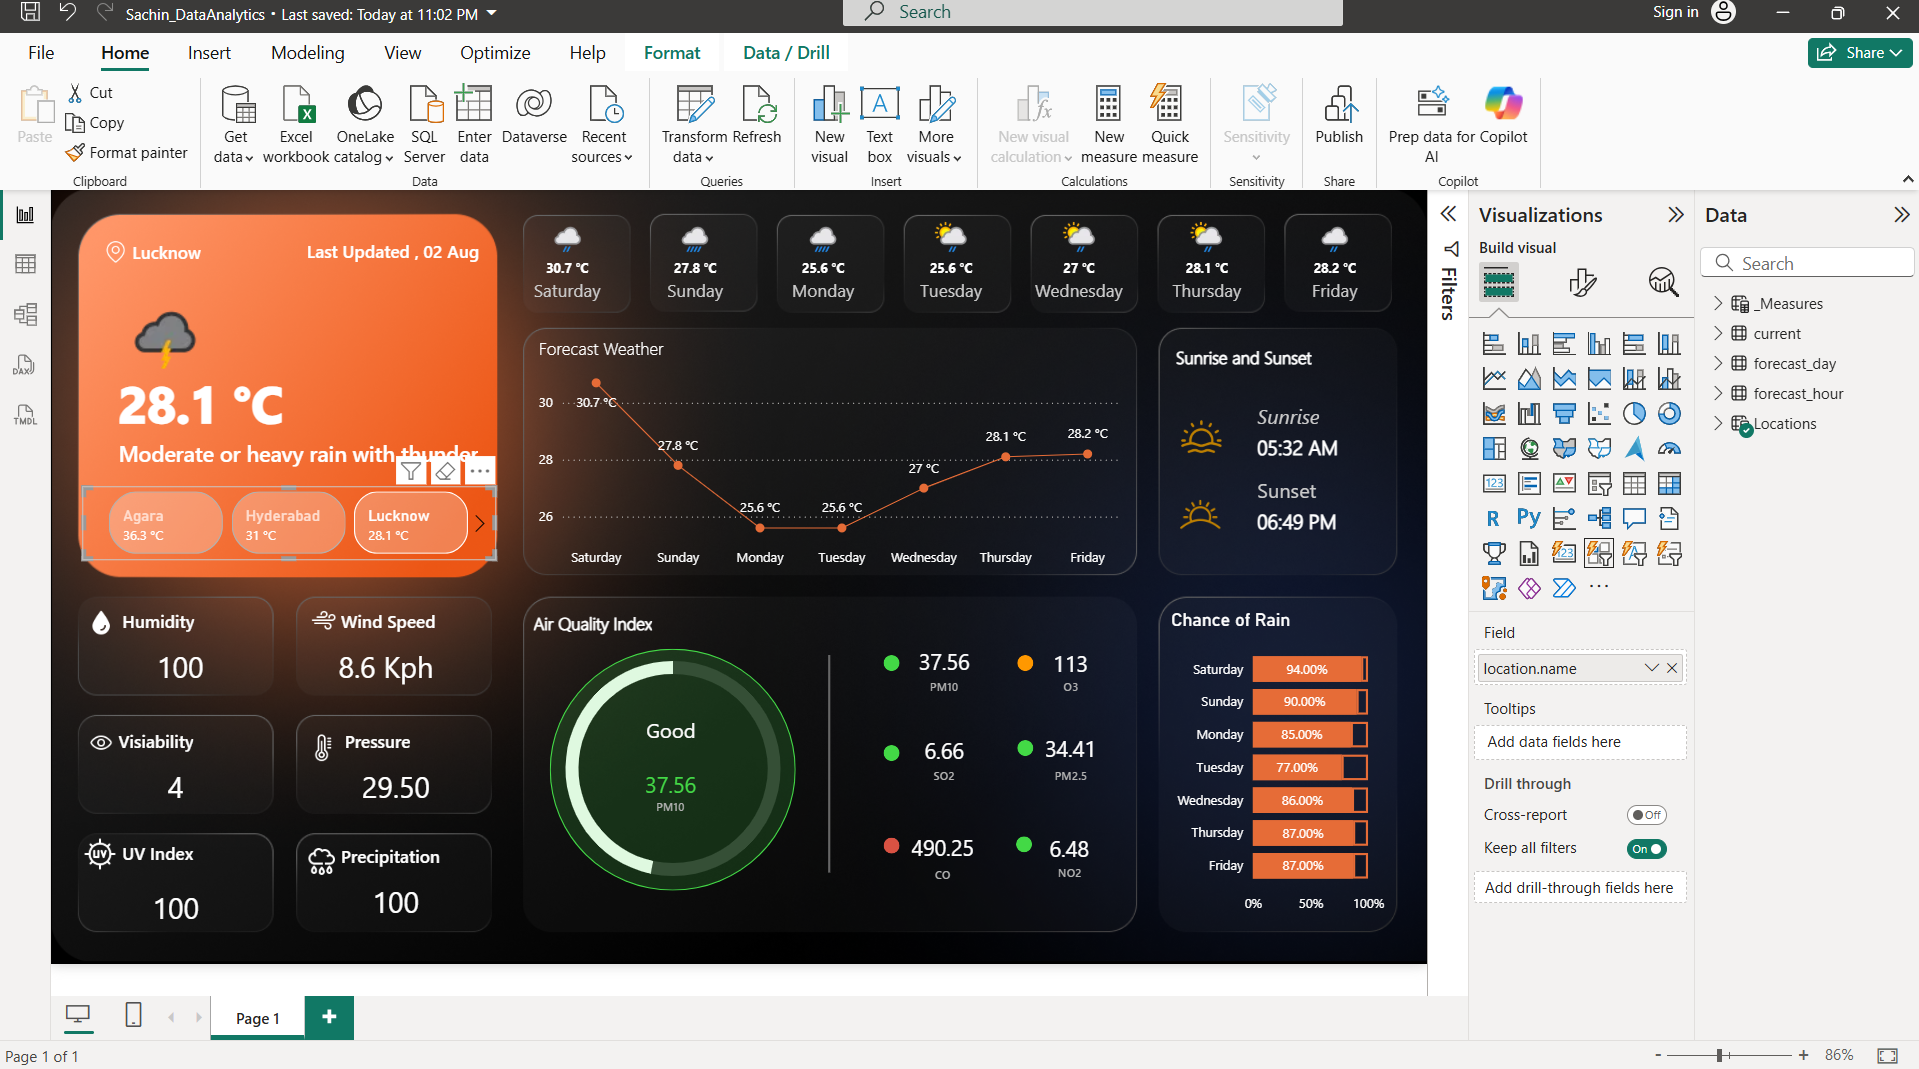 Sachin_DataAnalytics • Last saved: Today at 11:02 PM
Search
Sign in
File
Home
Insert
Modeling
View
Optimize
Help
Format
Data / Drill
Share
Paste
Cut
Copy
Format painter
Clipboard
Get data
Excel workbook
OneLake catalog
SQL Server
Enter data
Dataverse
Recent sources
Data
Transform data
Refresh
Queries
New visual
Text box
More visuals
Insert
New visual calculation
New measure
Quick measure
Calculations
Sensitivity
Sensitivity
Publish
Share
Prep data for AI
Copilot
Copilot
DAX
TMDL
Lucknow
Last Updated , 02 Aug
28.1 °C
Moderate or heavy rain with thunder
Agara
36.3 °C
Hyderabad
31 °C
Lucknow
28.1 °C
30.7 °C
Saturday
27.8 °C
Sunday
25.6 °C
Monday
25.6 °C
Tuesday
27 °C
Wednesday
28.1 °C
Thursday
28.2 °C
Friday
Forecast Weather
30
28
26
30.7 °C
27.8 °C
25.6 °C
25.6 °C
27 °C
28.1 °C
28.2 °C
Saturday
Sunday
Monday
Tuesday
Wednesday
Thursday
Friday
Sunrise and Sunset
Sunrise
05:32 AM
Sunset
06:49 PM
Humidity
100
Wind Speed
8.6 Kph
Visiability
4
Pressure
29.50
UV
UV Index
100
Precipitation
100
Air Quality Index
Good
37.56
PM10
37.56
PM10
113
O3
6.66
SO2
34.41
PM2.5
490.25
CO
6.48
NO2
Chance of Rain
Saturday 94.00%
Sunday 90.00%
Monday 85.00%
Tuesday 77.00%
Wednesday 86.00%
Thursday 87.00%
Friday 87.00%
0% 50% 100%
Filters
Visualizations
Build visual
123
R
Py
123
Field
location.name
Tooltips
Add data fields here
Drill through
Cross-report
Off
Keep all filters
On
Add drill-through fields here
Data
Search
_Measures
current
forecast_day
forecast_hour
Locations
Page 1
+
Page 1 of 1
- + 86%